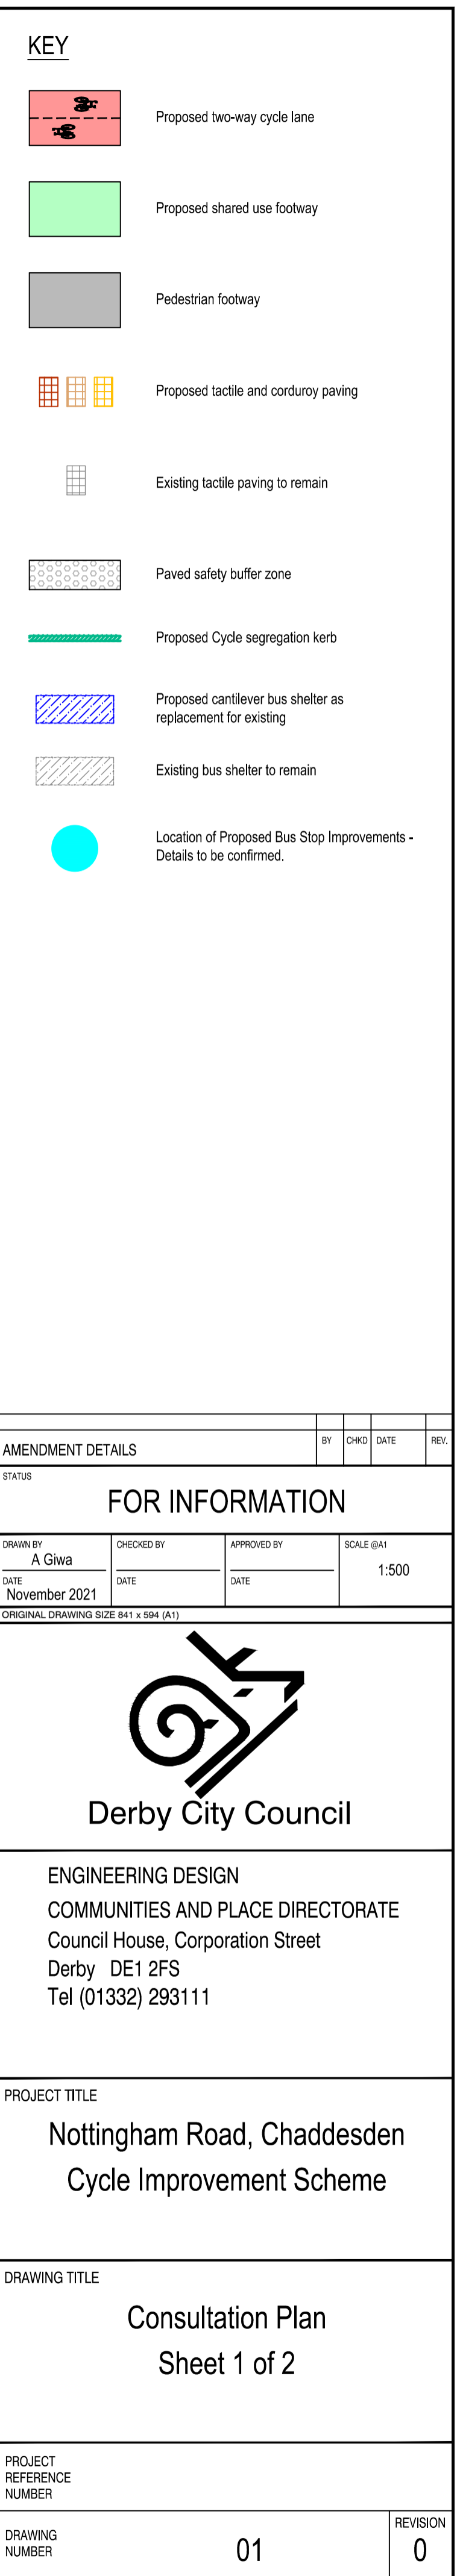 KEY
Proposed two-way cycle lane
Proposed shared use footway
Pedestrian footway
Proposed tactile and corduroy paving
Existing tactile paving to remain
Paved safety buffer zone
Proposed Cycle segregation kerb
Proposed cantilever bus shelter as
replacement for existing
Existing bus shelter to remain
Location of Proposed Bus Stop Improvements -
Details to be confirmed.
AMENDMENT DETAILS BY CHKD DATE REV.
STATUS
FOR INFORMATION
DRAWN BY CHECKED BY APPROVED BY SCALE @A1
A Giwa
1:500
DATE DATE DATE
November 2021
ORIGINAL DRAWING SIZE 841 x 594 (A1)
Derby City Council
ENGINEERING DESIGN
COMMUNITIES AND PLACE DIRECTORATE
Council House, Corporation Street
Derby DE1 2FS
Tel (01332) 293111
PROJECT TITLE
Nottingham Road, Chaddesden
Cycle Improvement Scheme
DRAWING TITLE
Consultation Plan
Sheet 1 of 2
PROJECT
REFERENCE
NUMBER
DRAWING
NUMBER
01
REVISION
0